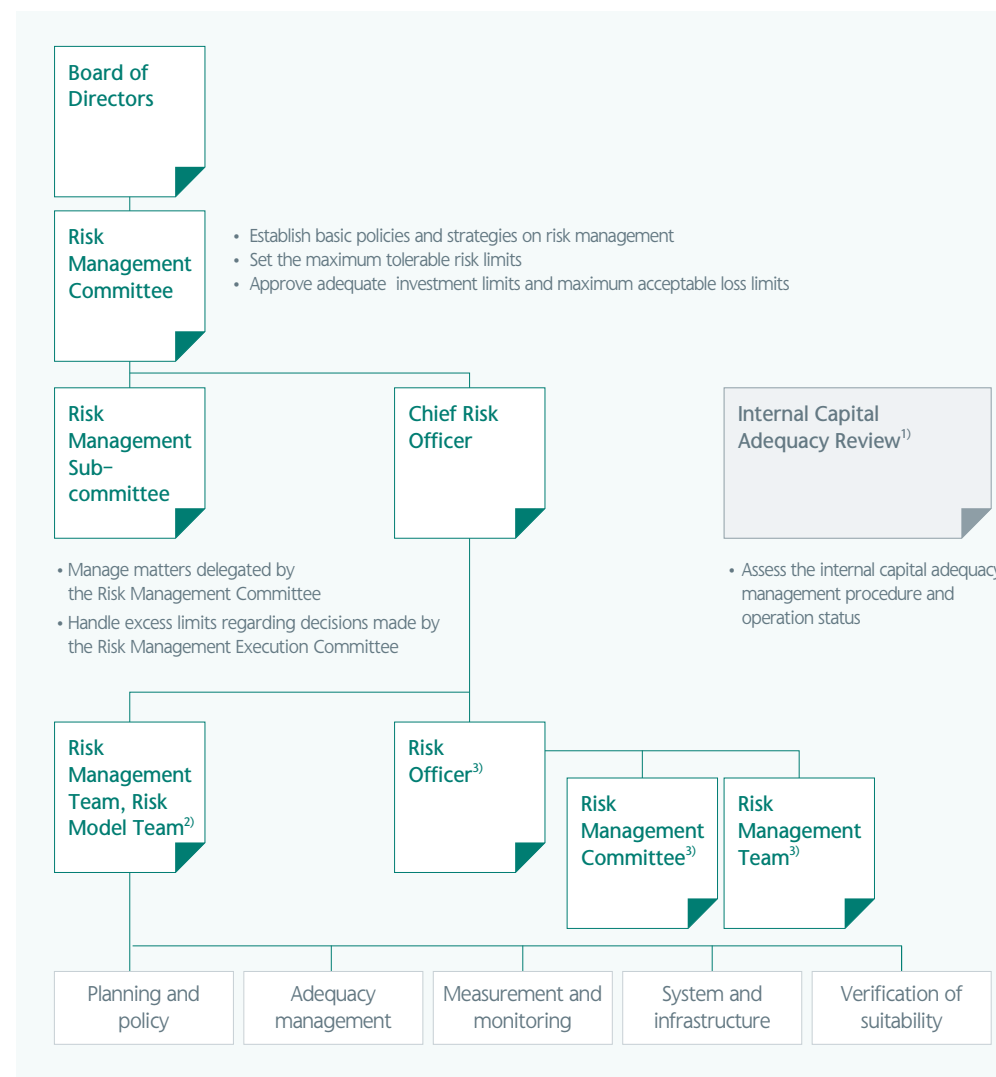 Board of
Directors
Risk
Management
Committee
• Establish basic policies and strategies on risk management
• Set the maximum tolerable risk limits
• Approve adequate investment limits and maximum acceptable loss limits
Risk
Management
Sub-
committee
Chief Risk
Officer
Internal Capital
Adequacy Review1)
• Manage matters delegated by
the Risk Management Committee
• Handle excess limits regarding decisions made by
the Risk Management Execution Committee
• Assess the internal capital adequacy
management procedure and
operation status
Risk
Management
Team, Risk
Model Team2)
Risk
Officer3)
Risk
Management
Committee3)
Risk
Management
Team3)
Planning and
policy
Adequacy
management
Measurement and
monitoring
System and
infrastructure
Verification of
suitability